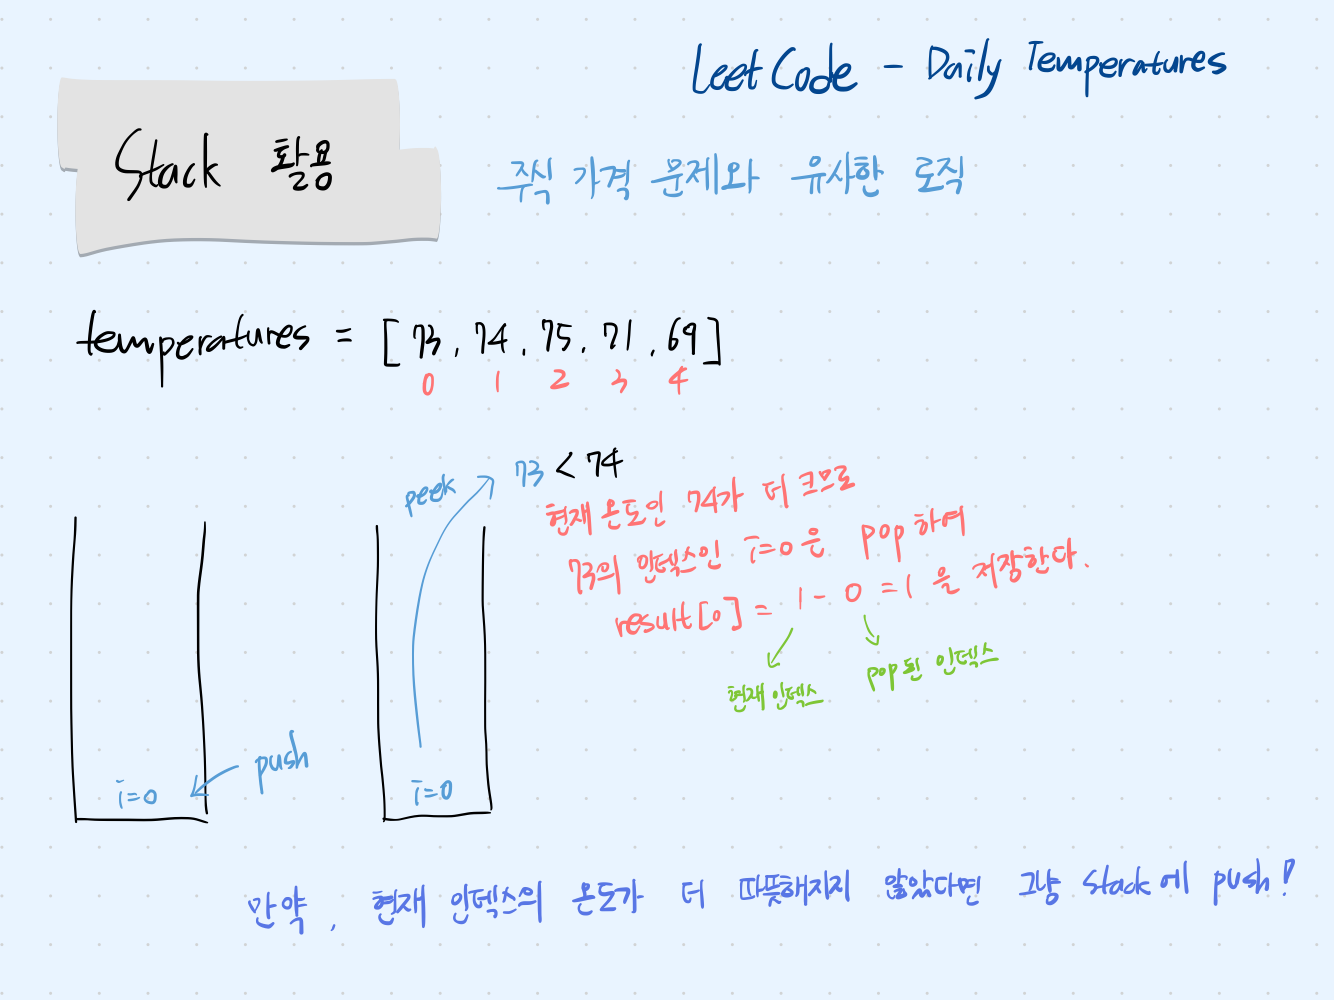 LeetCode - Daily Temperatures
Stack 활용
주식 가격 문제와 유사한 로직
temperatures = [73, 74, 75, 71, 69]
0 1 2 3 4
peek
73 < 74
현재 온도인 74가 더 크므로
73의 인덱스인 i=0은 pop하여
result[0] = 1 - 0 = 1 을 저장한다.
현재 인덱스
pop된 인덱스
push
i=0
i=0
만약, 현재 인덱스의 온도가 더 따뜻해지지 않았다면 그냥 stack에 push!